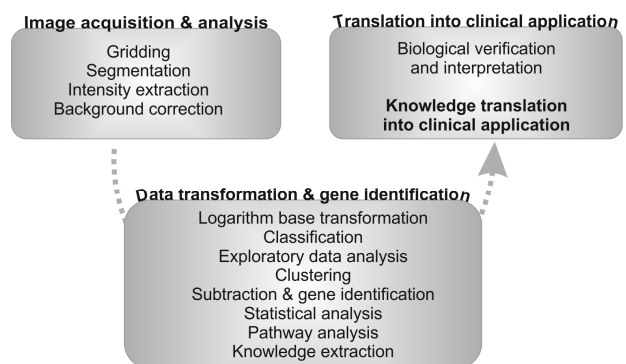 Image acquisition & analysis
Gridding
Segmentation
Intensity extraction
Background correction
Translation into clinical application
Biological verification
and interpretation
Knowledge translation
into clinical application
Data transformation & gene identification
Logarithm base transformation
Classification
Exploratory data analysis
Clustering
Subtraction & gene identification
Statistical analysis
Pathway analysis
Knowledge extraction